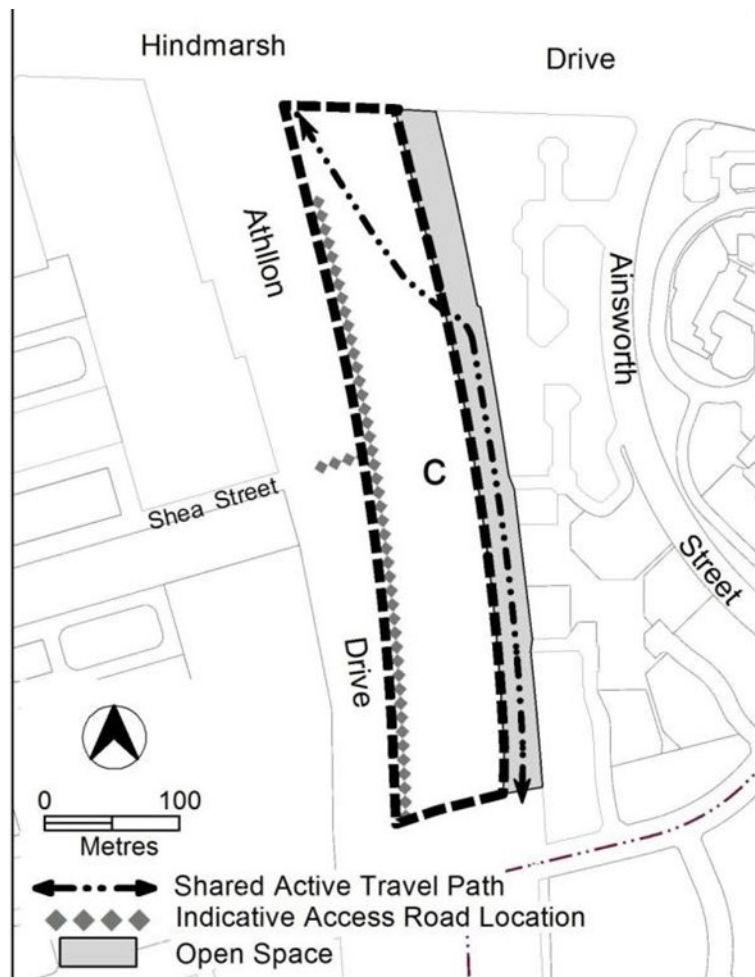 Hindmarsh Drive
Athllon
Ainsworth
C
Shea Street
Street
Drive
0 100
Metres
Shared Active Travel Path
Indicative Access Road Location
Open Space